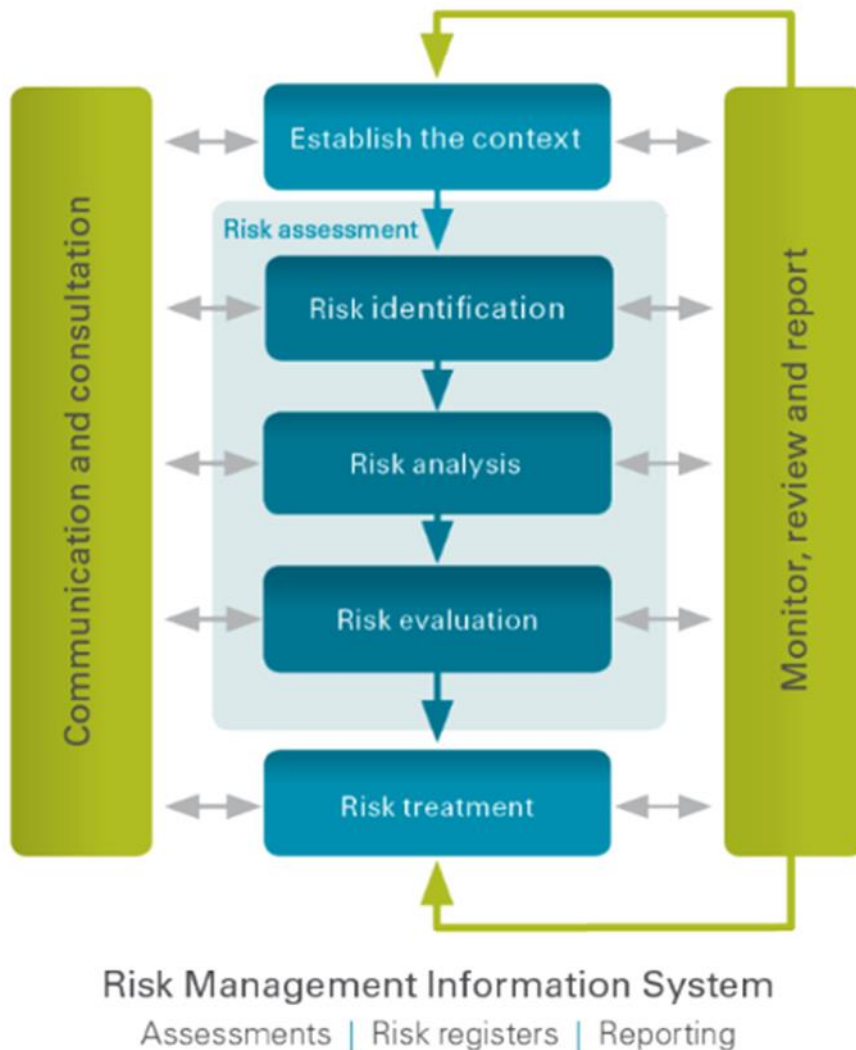 Establish the context
Risk assessment
Risk identification
Risk analysis
Risk evaluation
Risk treatment
Communication and consultation
Monitor, review and report
Risk Management Information System
Assessments | Risk registers | Reporting